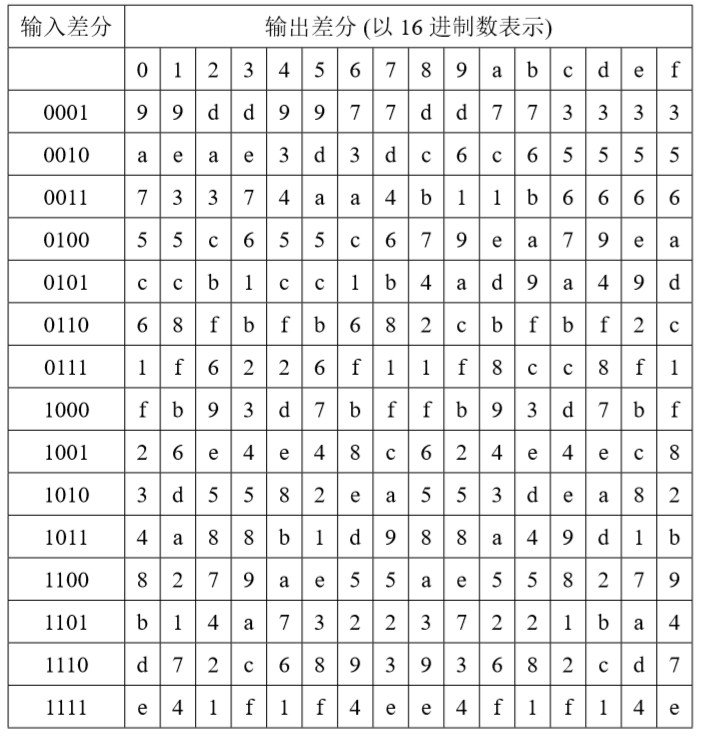 输入差分 输出差分 (以 16 进制数表示)
0 1 2 3 4 5 6 7 8 9 a b c d e f
0001 9 9 d d 9 9 7 7 d d 7 7 3 3 3 3
0010 a e a e 3 d 3 d c 6 c 6 5 5 5 5
0011 7 3 3 7 4 a a 4 b 1 1 b 6 6 6 6
0100 5 5 c 6 5 5 c 6 7 9 e a 7 9 e a
0101 c c b 1 c c 1 b 4 a d 9 a 4 9 d
0110 6 8 f b f b 6 8 2 c b f b f 2 c
0111 1 f 6 2 2 6 f 1 1 f 8 c c 8 f 1
1000 f b 9 3 d 7 b f f b 9 3 d 7 b f
1001 2 6 e 4 e 4 8 c 6 2 4 e 4 e c 8
1010 3 d 5 5 8 2 e a 5 5 3 d e a 8 2
1011 4 a 8 8 b 1 d 9 8 8 a 4 9 d 1 b
1100 8 2 7 9 a e 5 5 a e 5 5 8 2 7 9
1101 b 1 4 a 7 3 2 2 3 7 2 2 1 b a 4
1110 d 7 2 c 6 8 9 3 9 3 6 8 2 c d 7
1111 e 4 1 f 1 f 4 e e 4 f 1 f 1 4 e